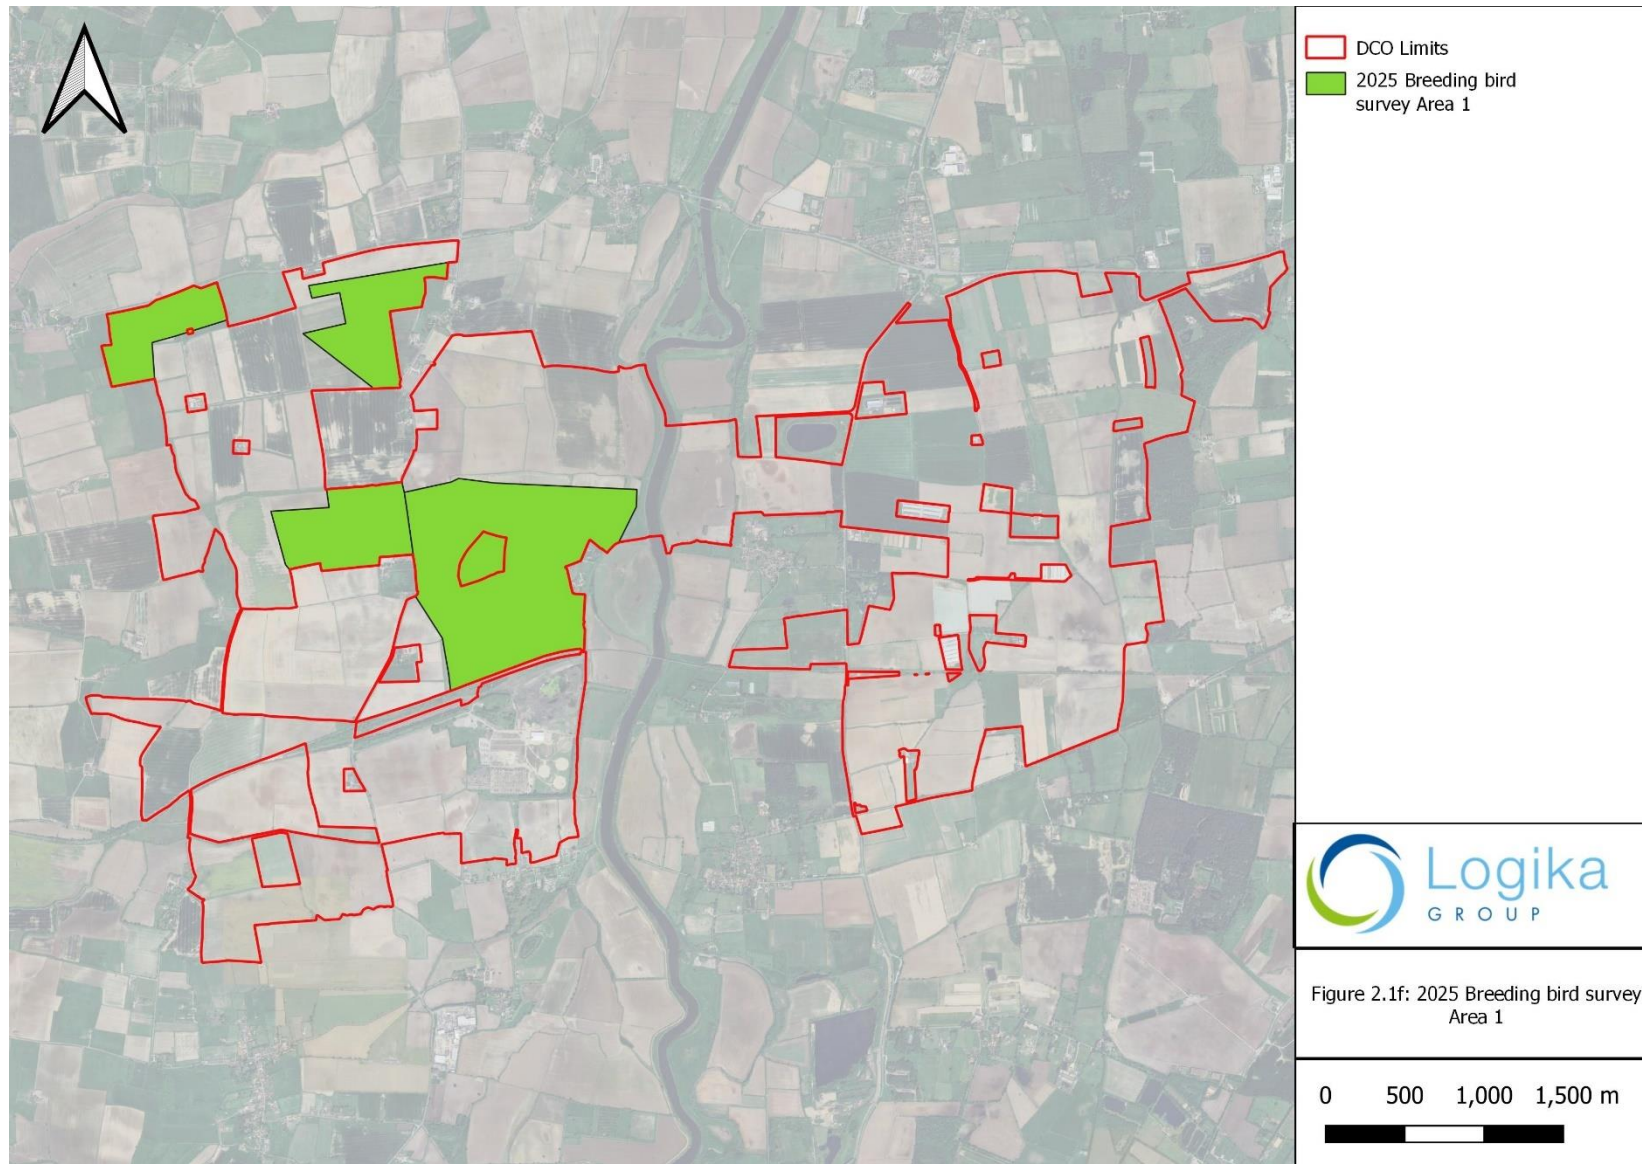 DCO Limits
2025 Breeding bird
survey Area 1
Logika
GROUP
Figure 2.1f: 2025 Breeding bird survey
Area 1
0 500 1,000 1,500 m